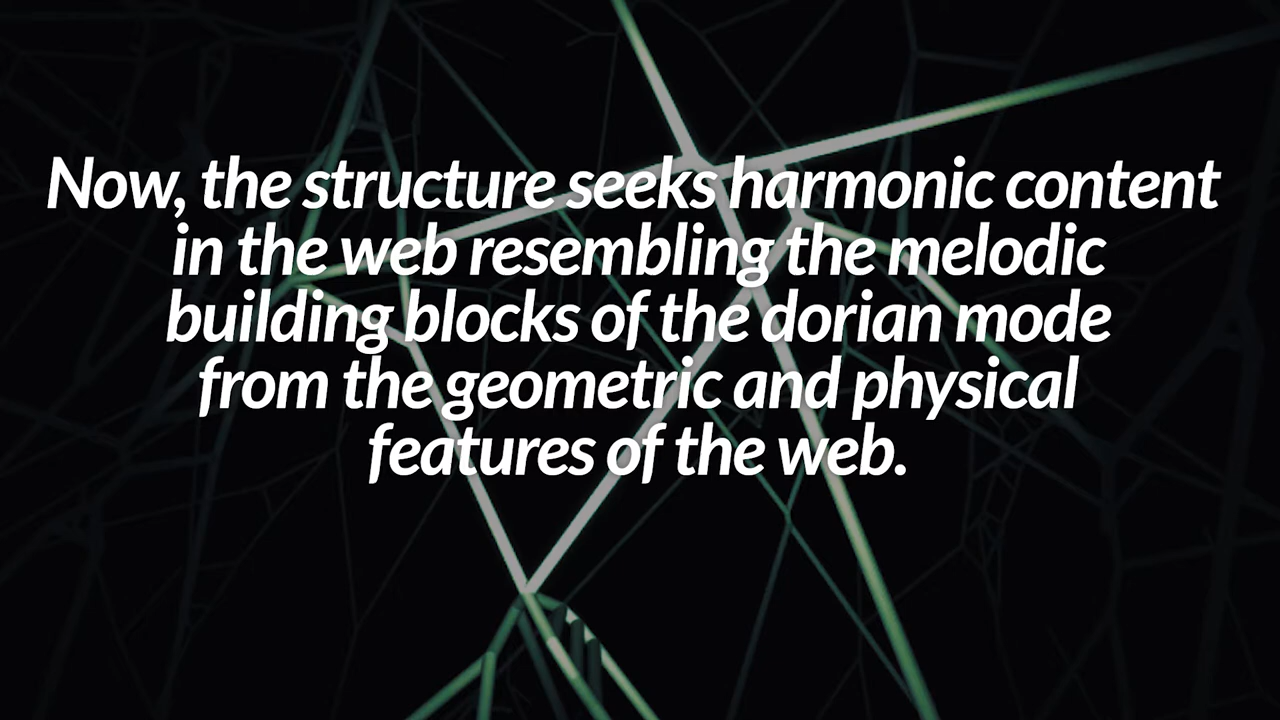 Now, the structure seeks harmonic content
in the web resembling the melodic
building blocks of the dorian mode
from the geometric and physical
features of the web.